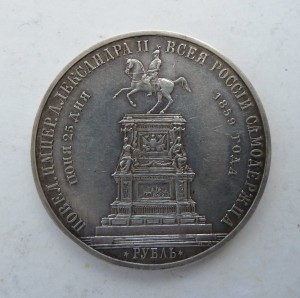 ПОВЕЛ. ИМПЕР. АЛЕКСАНДРА II ВСЕЯ РОССІИ САМОДЕРЖЦА
ІЮНЯ 25 ДНЯ 1859 ГОДА
* РУБЛЬ *